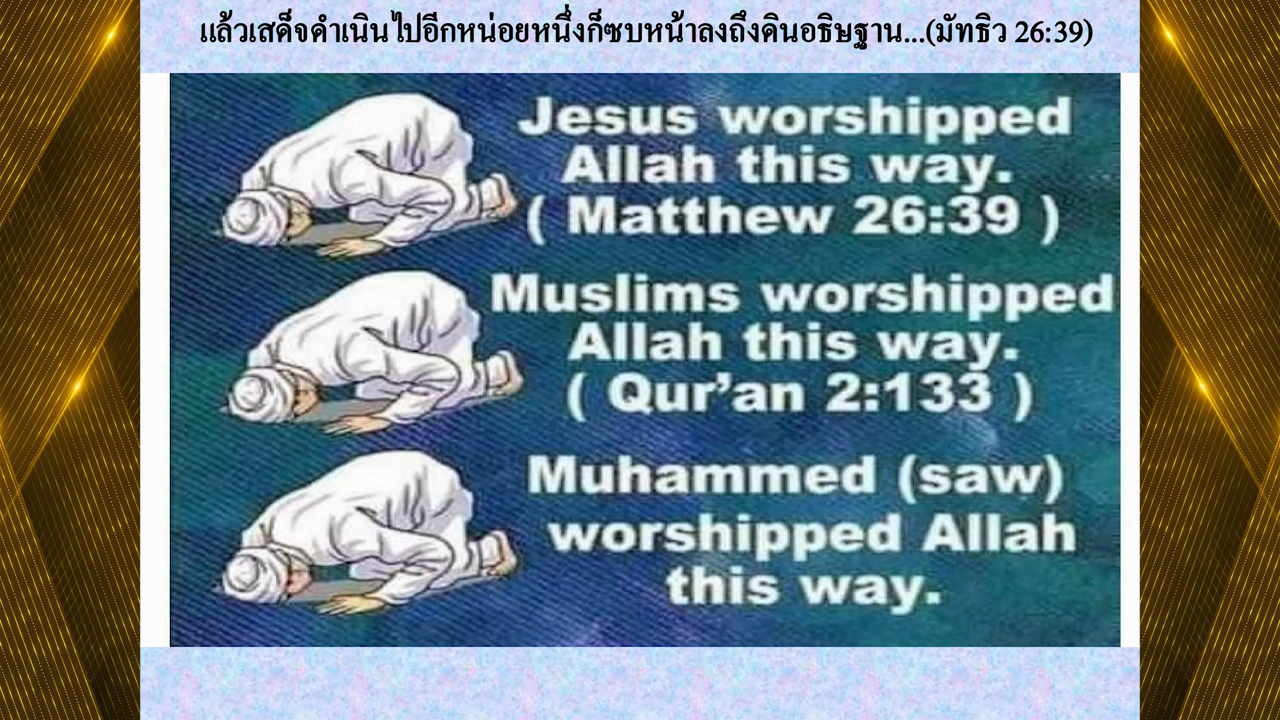 แล้วเสด็จดำเนินไปอีกหน่อยหนึ่งก็ซบหน้าลงถึงดินอธิษฐาน...(มัทธิว 26:39)
Jesus worshipped
Allah this way.
( Matthew 26:39 )
Muslims worshipped
Allah this way.
( Qur’an 2:133 )
Muhammed (saw)
worshipped Allah
this way.